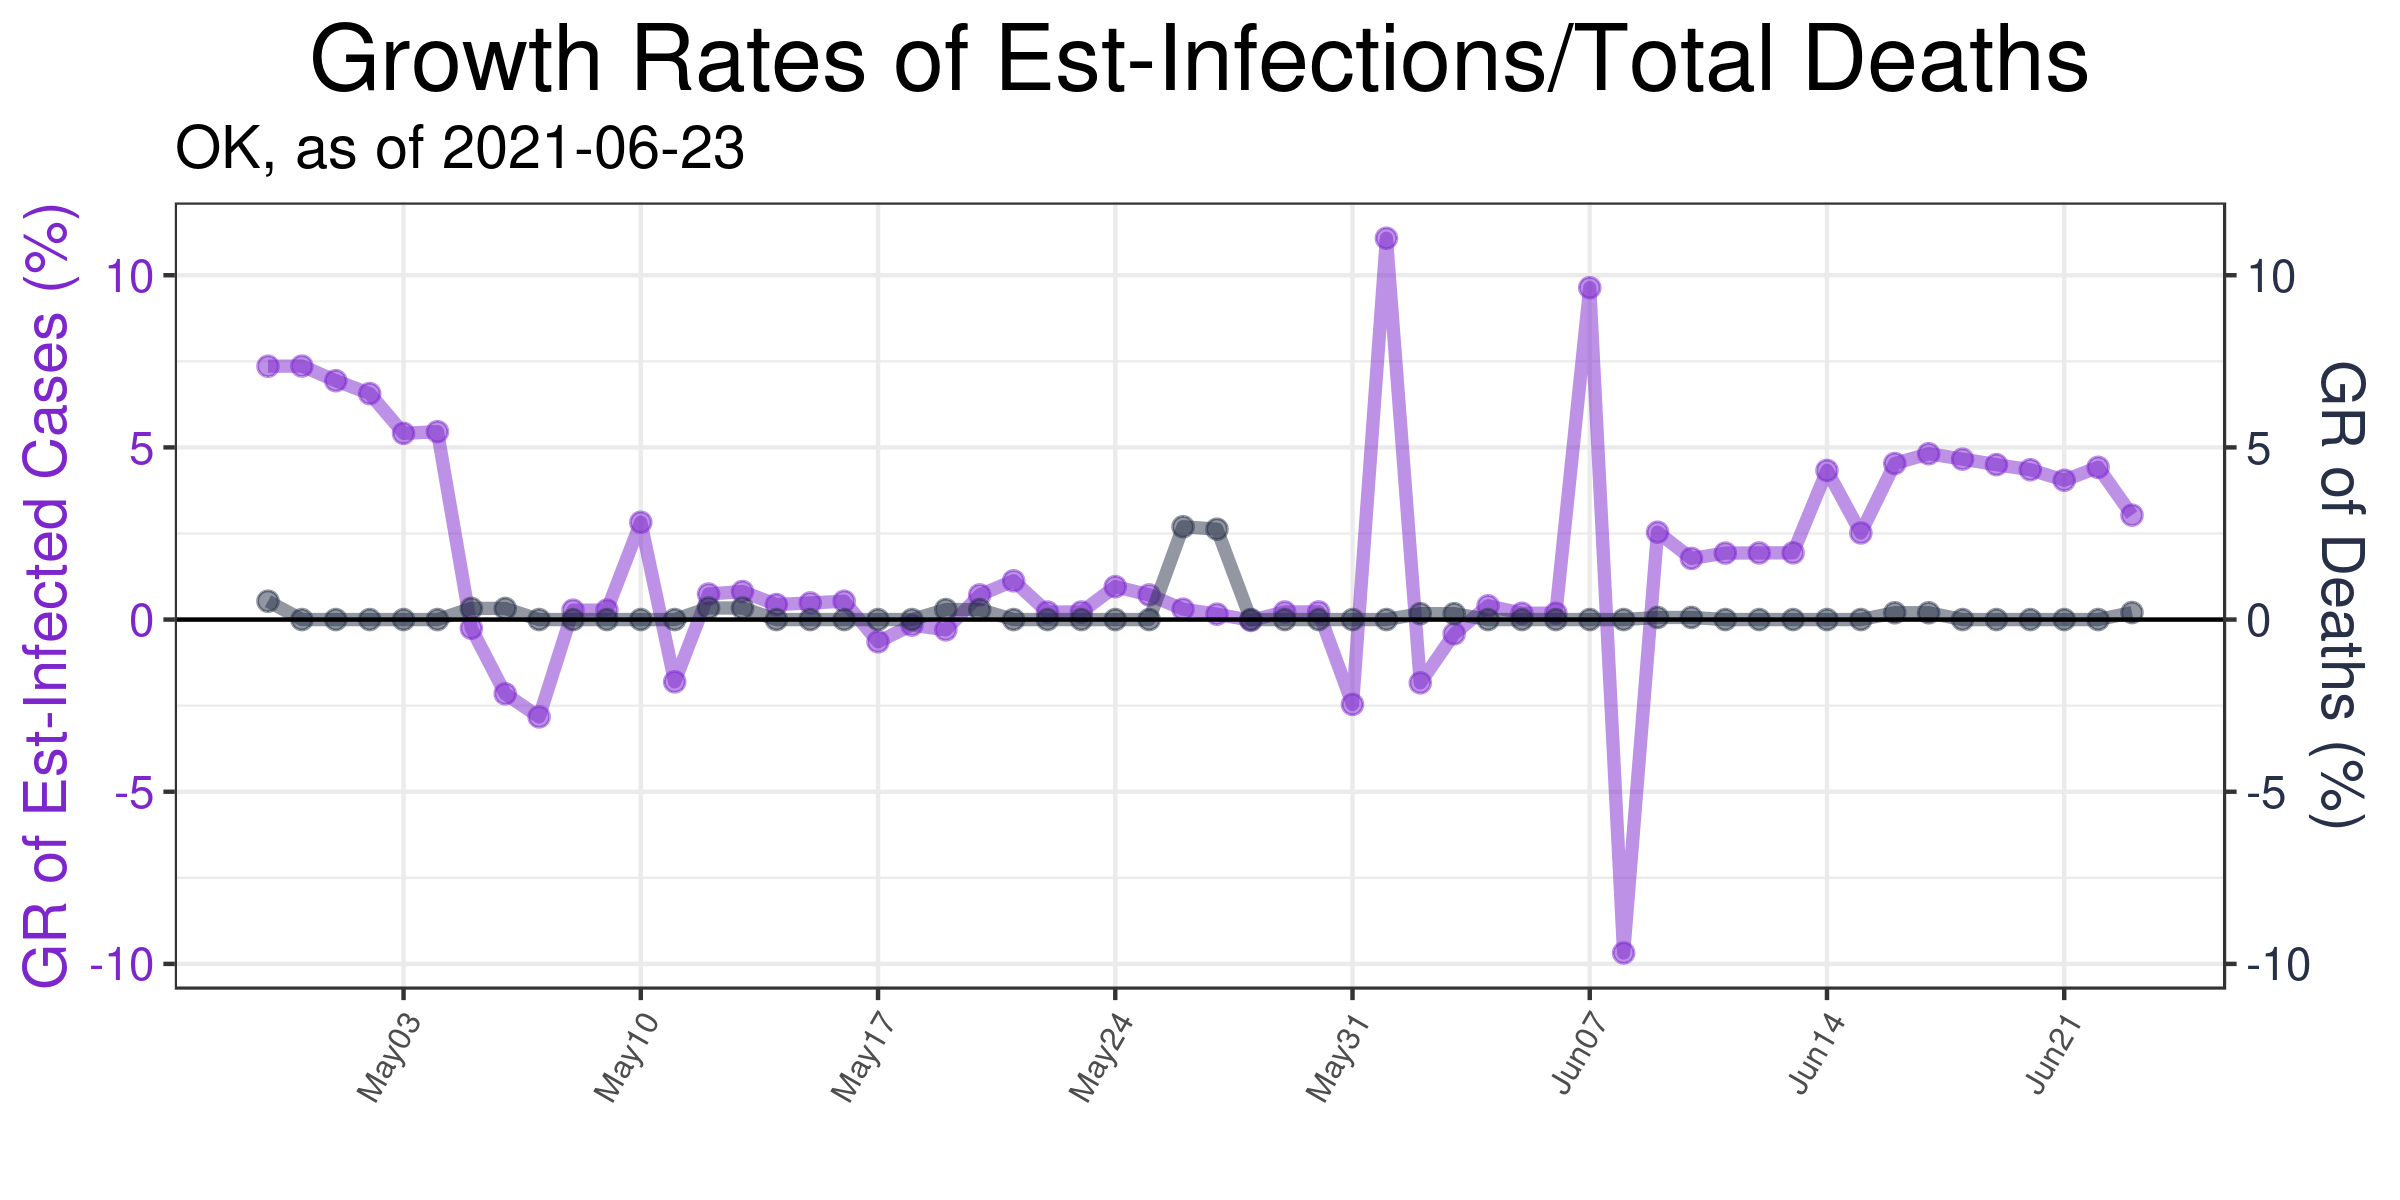 Growth Rates of Est-Infections/Total Deaths
OK, as of 2021-06-23
GR of Est-Infected Cases (%)
10
5
0
-5
-10
10
5
0
-5
-10
GR of Deaths (%)
May03
May10
May17
May24
May31
Jun07
Jun14
Jun21